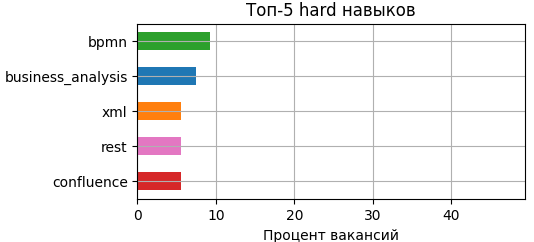 Топ-5 hard навыков
bpmn
business_analysis
xml
rest
confluence
0 10 20 30 40
Процент вакансий